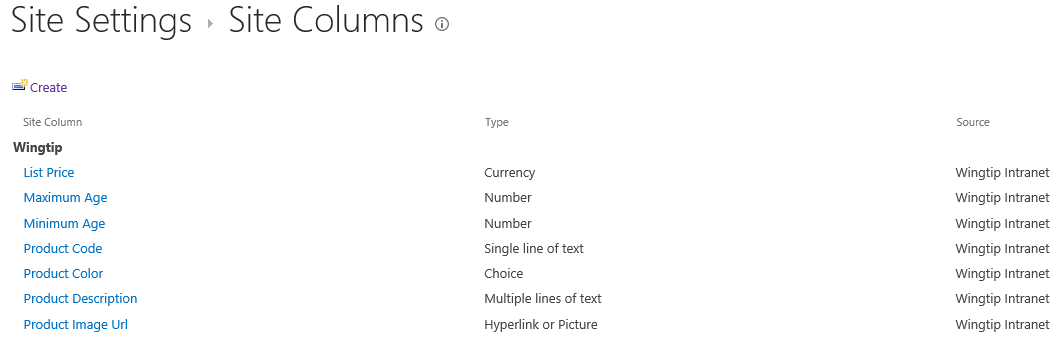 Site Settings ▸ Site Columns
Create
Site Column Type Source
Wingtip
List Price Currency Wingtip Intranet
Maximum Age Number Wingtip Intranet
Minimum Age Number Wingtip Intranet
Product Code Single line of text Wingtip Intranet
Product Color Choice Wingtip Intranet
Product Description Multiple lines of text Wingtip Intranet
Product Image Url Hyperlink or Picture Wingtip Intranet